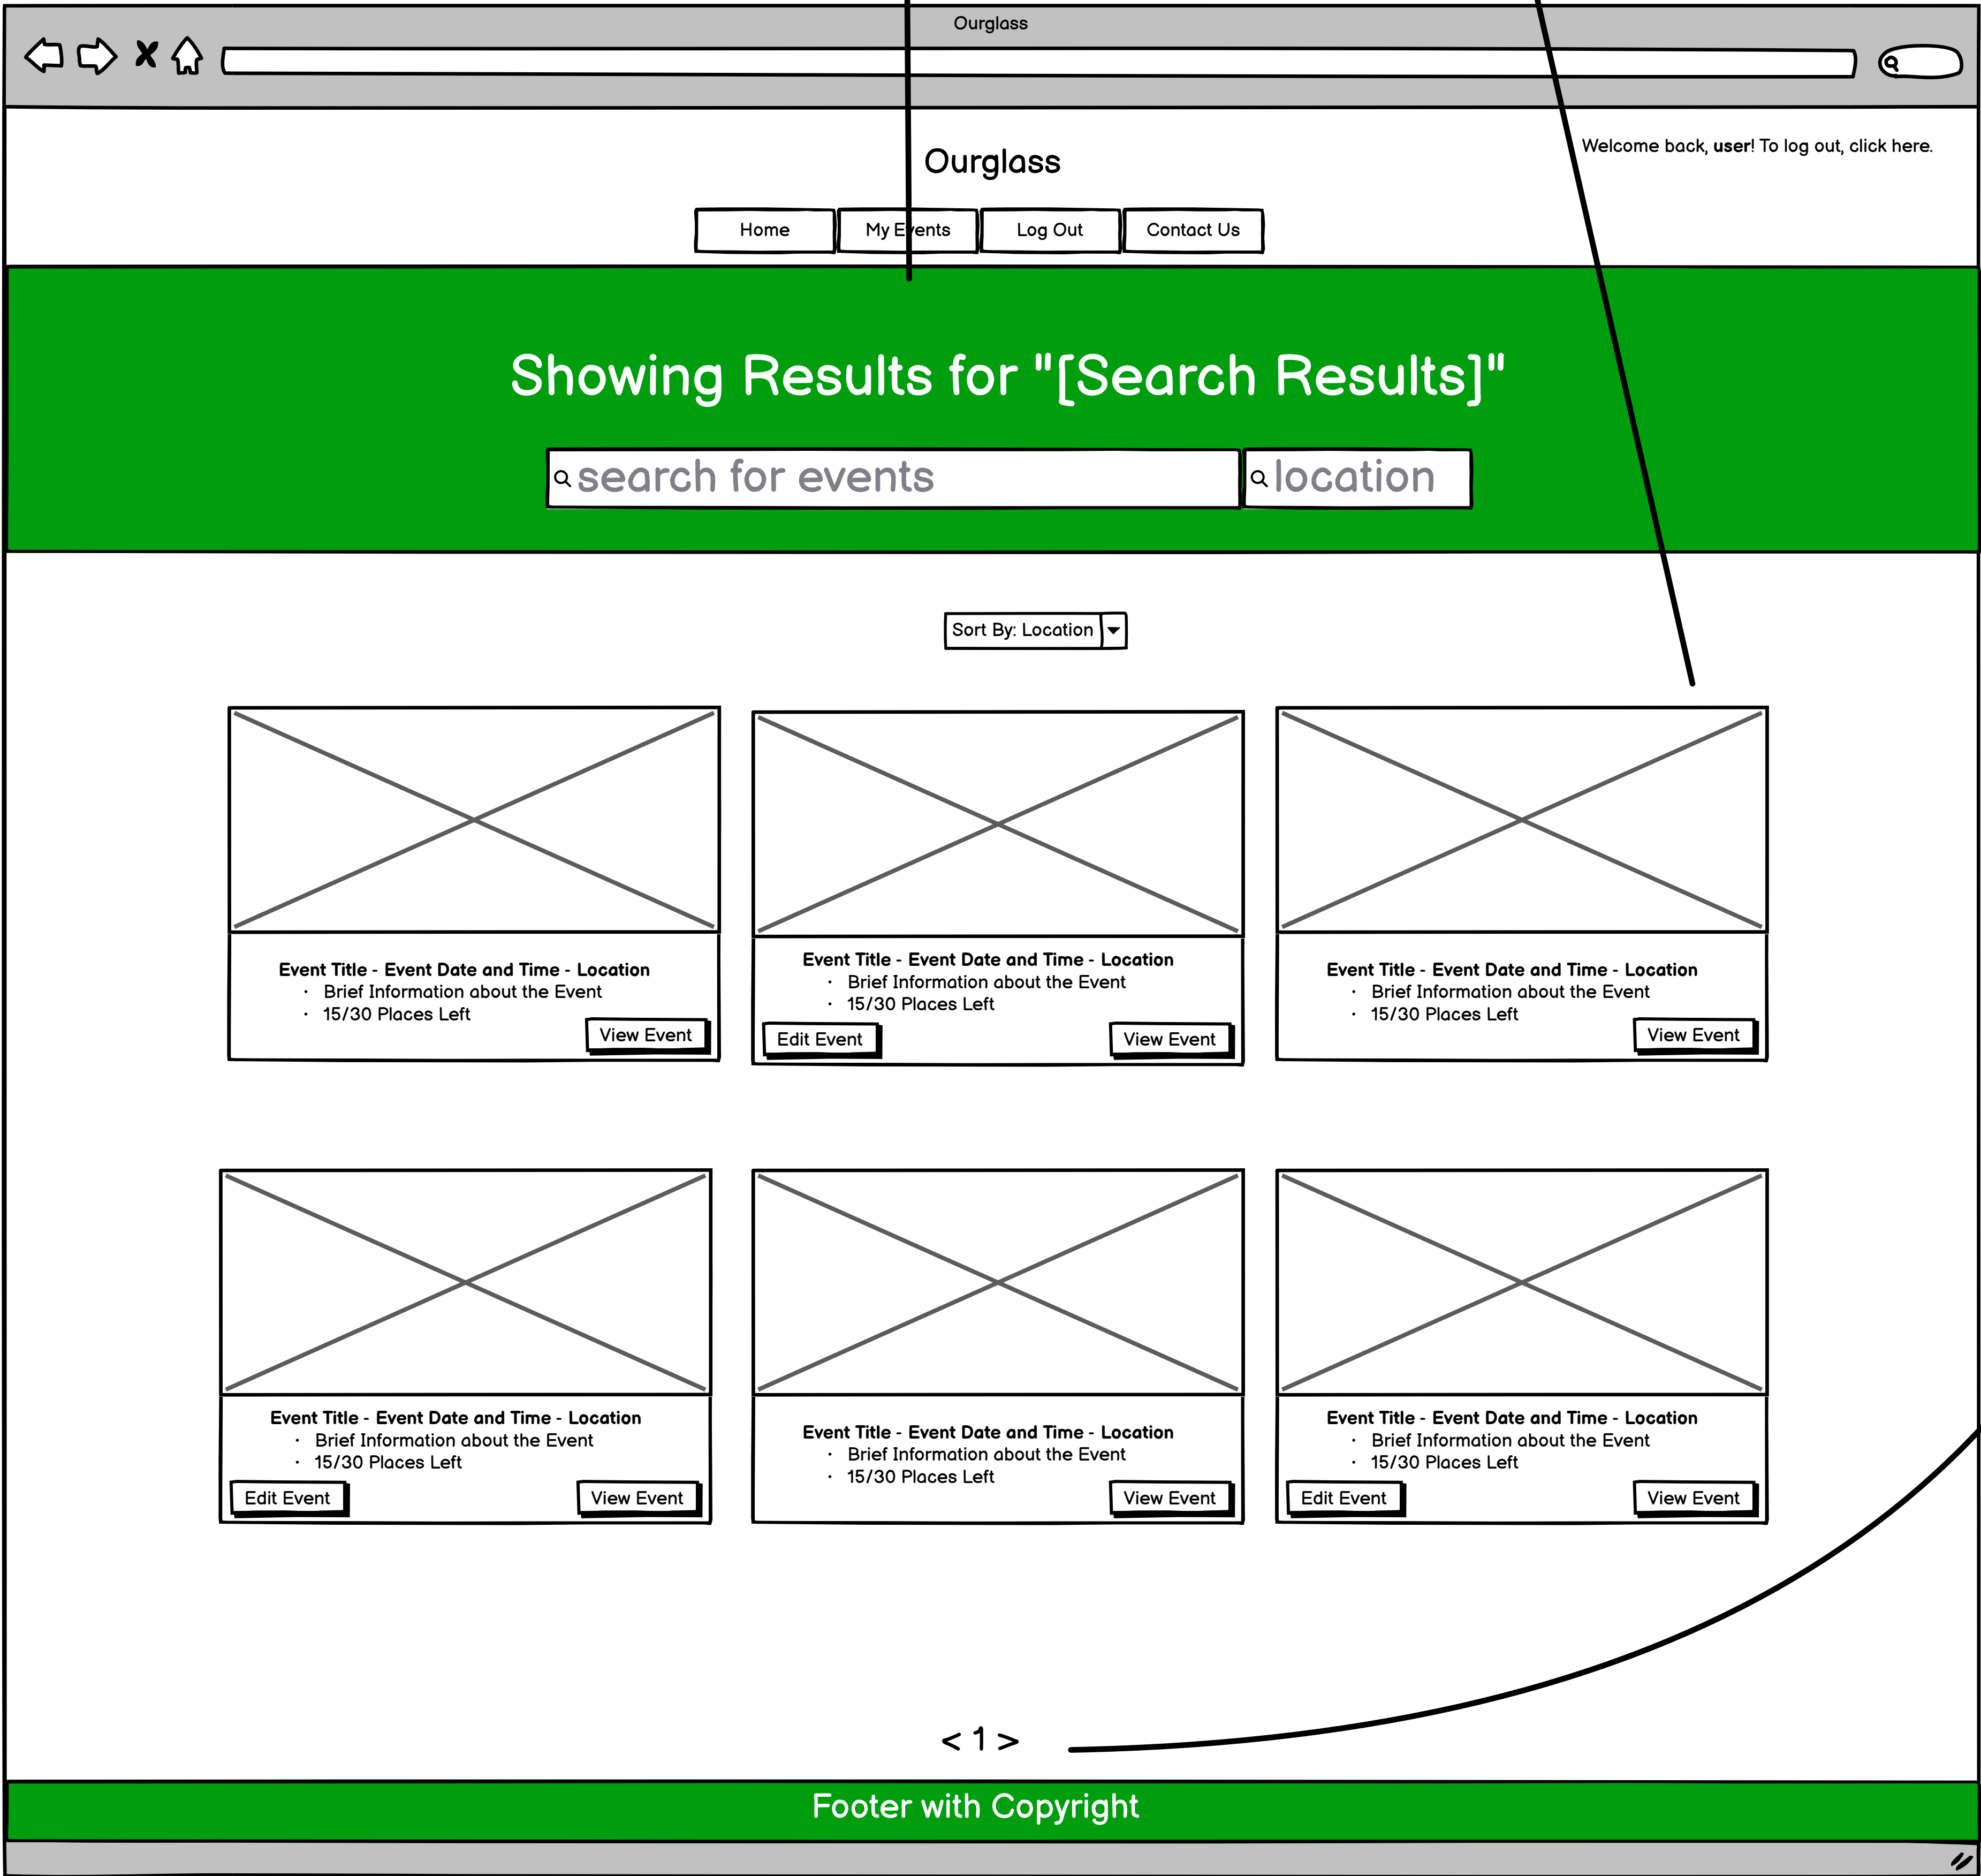 Ourglass
Welcome back, user! To log out, click here.
Ourglass
Home
My Events
Log Out
Contact Us
Showing Results for "[Search Results]"
search for events
location
Sort By: Location
Event Title - Event Date and Time - Location
· Brief Information about the Event
· 15/30 Places Left
View Event
Event Title - Event Date and Time - Location
· Brief Information about the Event
· 15/30 Places Left
Edit Event
View Event
Event Title - Event Date and Time - Location
· Brief Information about the Event
· 15/30 Places Left
View Event
Event Title - Event Date and Time - Location
· Brief Information about the Event
· 15/30 Places Left
Edit Event
View Event
Event Title - Event Date and Time - Location
· Brief Information about the Event
· 15/30 Places Left
View Event
Event Title - Event Date and Time - Location
· Brief Information about the Event
· 15/30 Places Left
Edit Event
View Event
< 1 >
Footer with Copyright